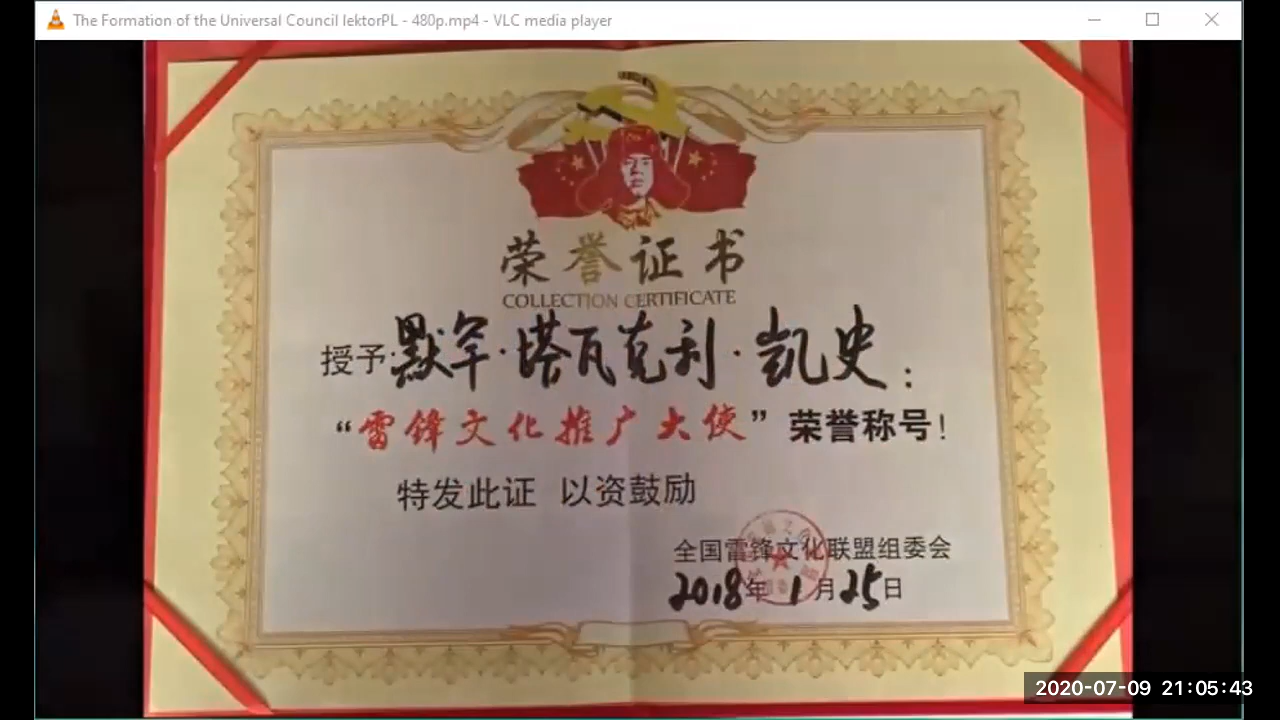 The Formation of the Universal Council lektorPL - 480p.mp4 - VLC media player
荣誉证书
COLLECTION CERTIFICATE
授予:默罕·塔瓦克利·凯史:
“雷锋文化推广大使”荣誉称号!
特发此证 以资鼓励
全国雷锋文化联盟组委会
2018年1月25日
2020-07-09 21:05:43